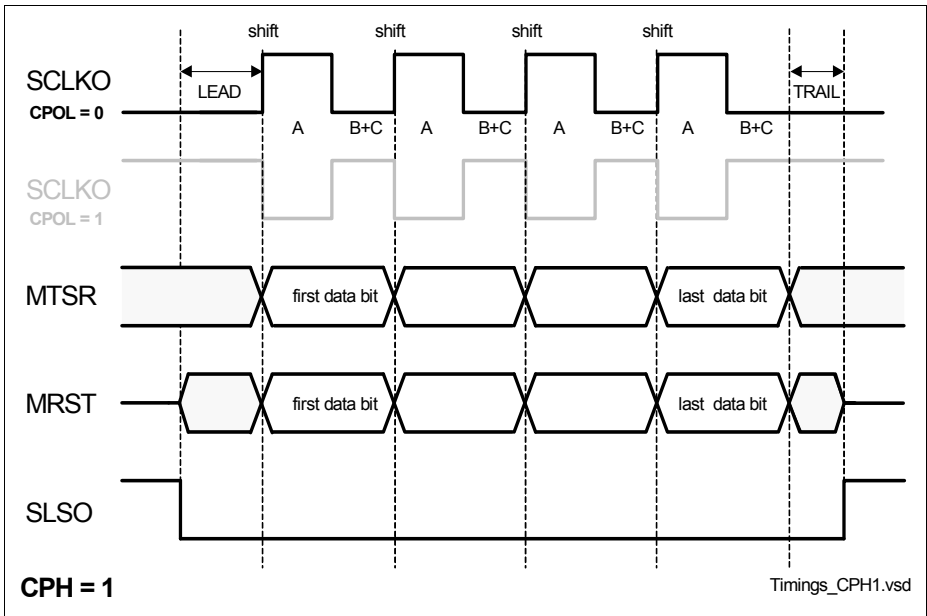 shift shift shift shift
SCLKO
CPOL = 0
LEAD
TRAIL
A B+C A B+C A B+C A B+C
SCLKO
CPOL = 1
MTSR
first data bit
last data bit
MRST
first data bit
last data bit
SLSO
CPH = 1
Timings_CPH1.vsd